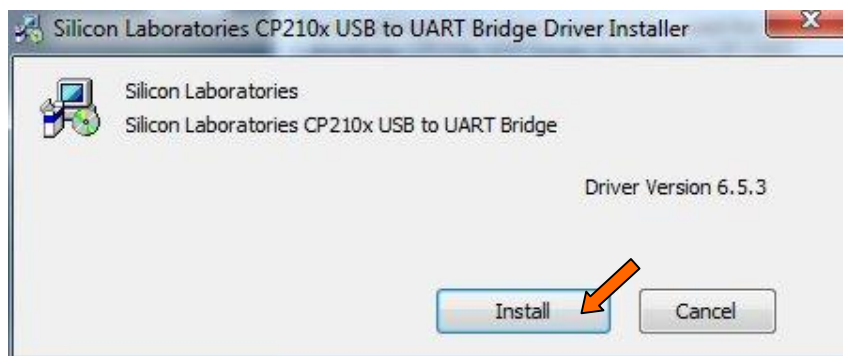 Silicon Laboratories CP210x USB to UART Bridge Driver Installer
Silicon Laboratories
Silicon Laboratories CP210x USB to UART Bridge
Driver Version 6.5.3
Install
Cancel